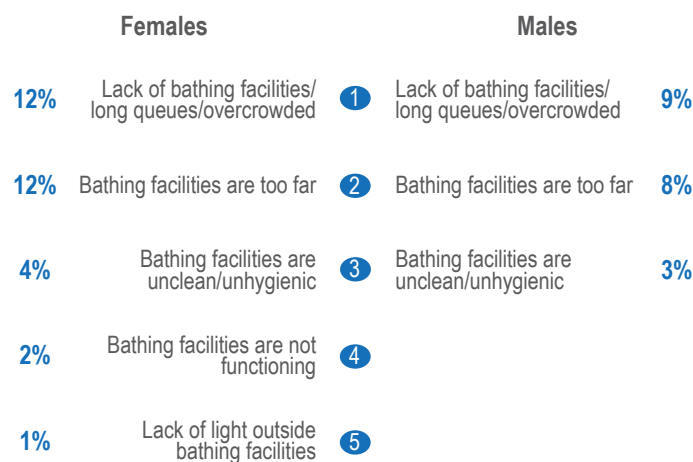 Females Males
12% Lack of bathing facilities/ long queues/overcrowded 1 Lack of bathing facilities/ long queues/overcrowded 9%
12% Bathing facilities are too far 2 Bathing facilities are too far 8%
4% Bathing facilities are unclean/unhygienic 3 Bathing facilities are unclean/unhygienic 3%
2% Bathing facilities are not functioning 4
1% Lack of light outside bathing facilities 5